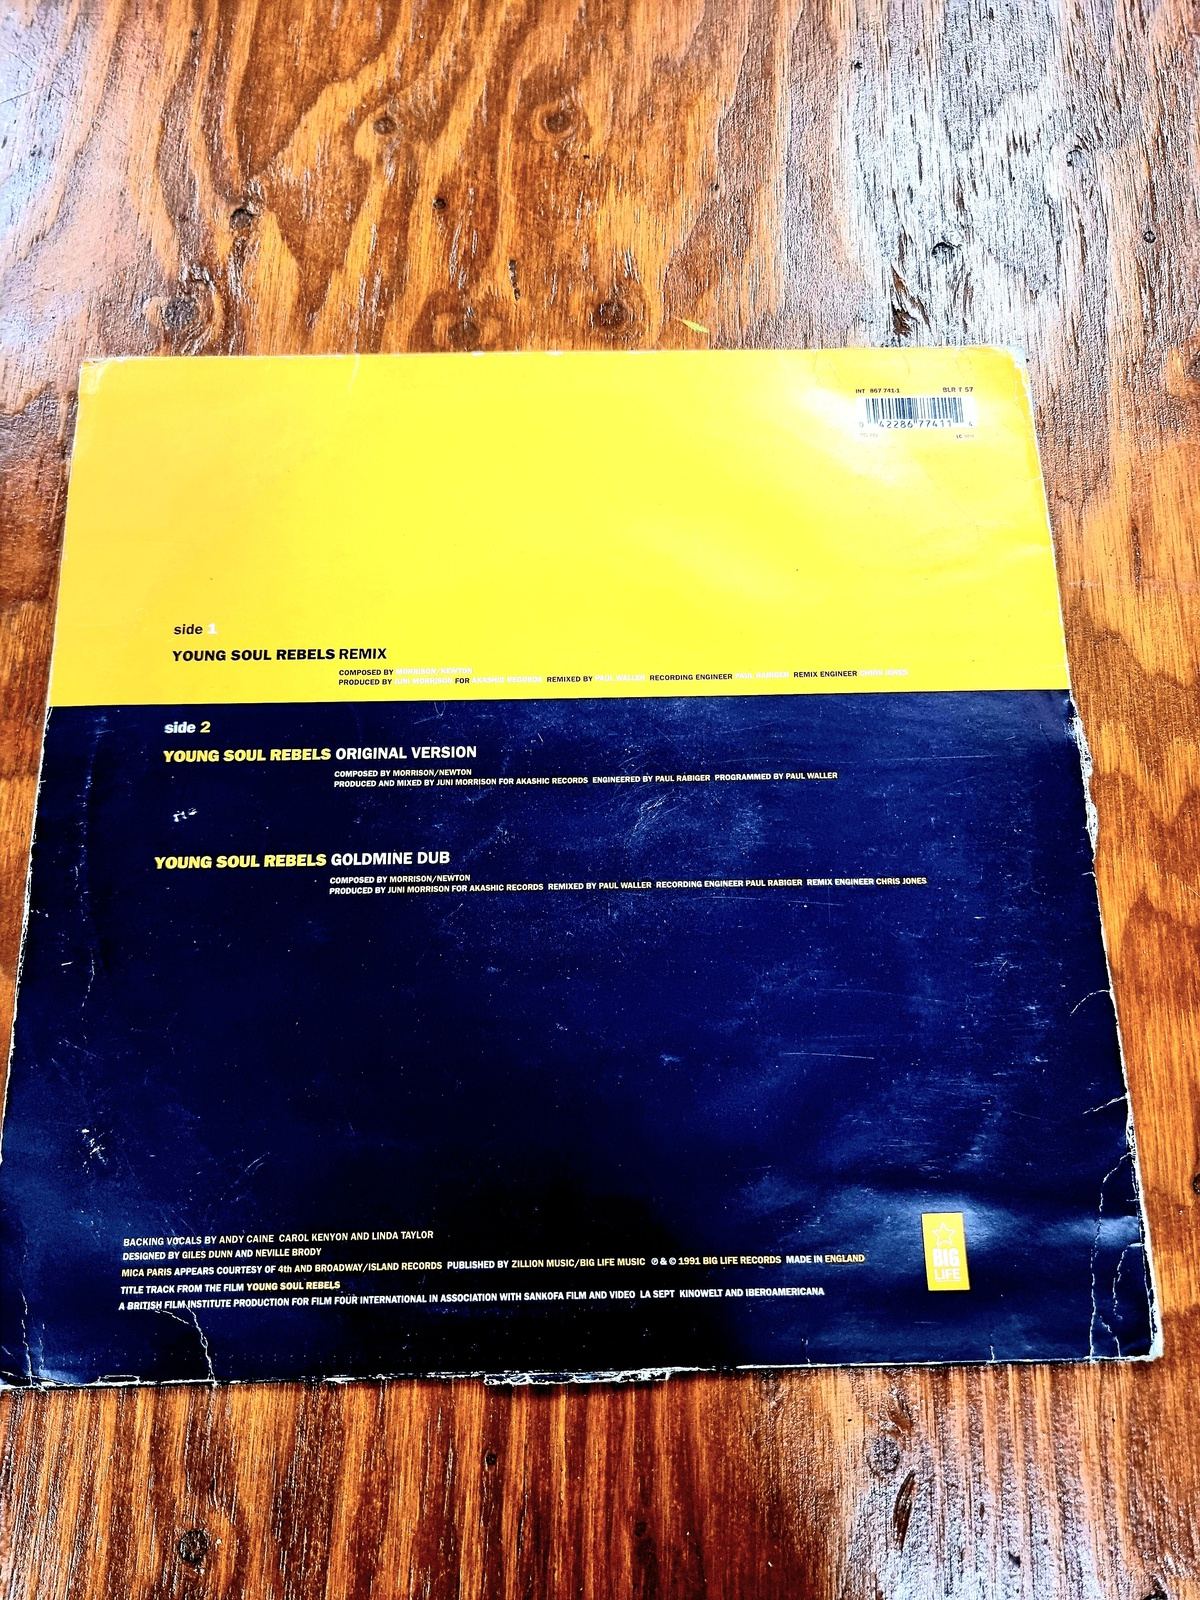 INT 867 741-1 BLR T 57
0 42286 77411 4
side 1
YOUNG SOUL REBELS REMIX
COMPOSED BY MORRISON/NEWTON
PRODUCED BY JUNI MORRISON FOR AKASHIC RECORDS REMIXED BY PAUL WALLER RECORDING ENGINEER PAUL RABIGER REMIX ENGINEER CHRIS JONES
side 2
YOUNG SOUL REBELS ORIGINAL VERSION
COMPOSED BY MORRISON/NEWTON
PRODUCED AND MIXED BY JUNI MORRISON FOR AKASHIC RECORDS ENGINEERED BY PAUL RABIGER PROGRAMMED BY PAUL WALLER
YOUNG SOUL REBELS GOLDMINE DUB
COMPOSED BY MORRISON/NEWTON
PRODUCED BY JUNI MORRISON FOR AKASHIC RECORDS REMIXED BY PAUL WALLER RECORDING ENGINEER PAUL RABIGER REMIX ENGINEER CHRIS JONES
BACKING VOCALS BY ANDY CAINE CAROL KENYON AND LINDA TAYLOR
DESIGNED BY GILES DUNN AND NEVILLE BRODY
MICA PARIS APPEARS COURTESY OF 4th AND BROADWAY/ISLAND RECORDS PUBLISHED BY ZILLION MUSIC/BIG LIFE MUSIC ℗ & © 1991 BIG LIFE RECORDS MADE IN ENGLAND
TITLE TRACK FROM THE FILM YOUNG SOUL REBELS
A BRITISH FILM INSTITUTE PRODUCTION FOR FILM FOUR INTERNATIONAL IN ASSOCIATION WITH SANKOFA FILM AND VIDEO LA SEPT KINOWELT AND IBEROAMERICANA
BIG
LIFE